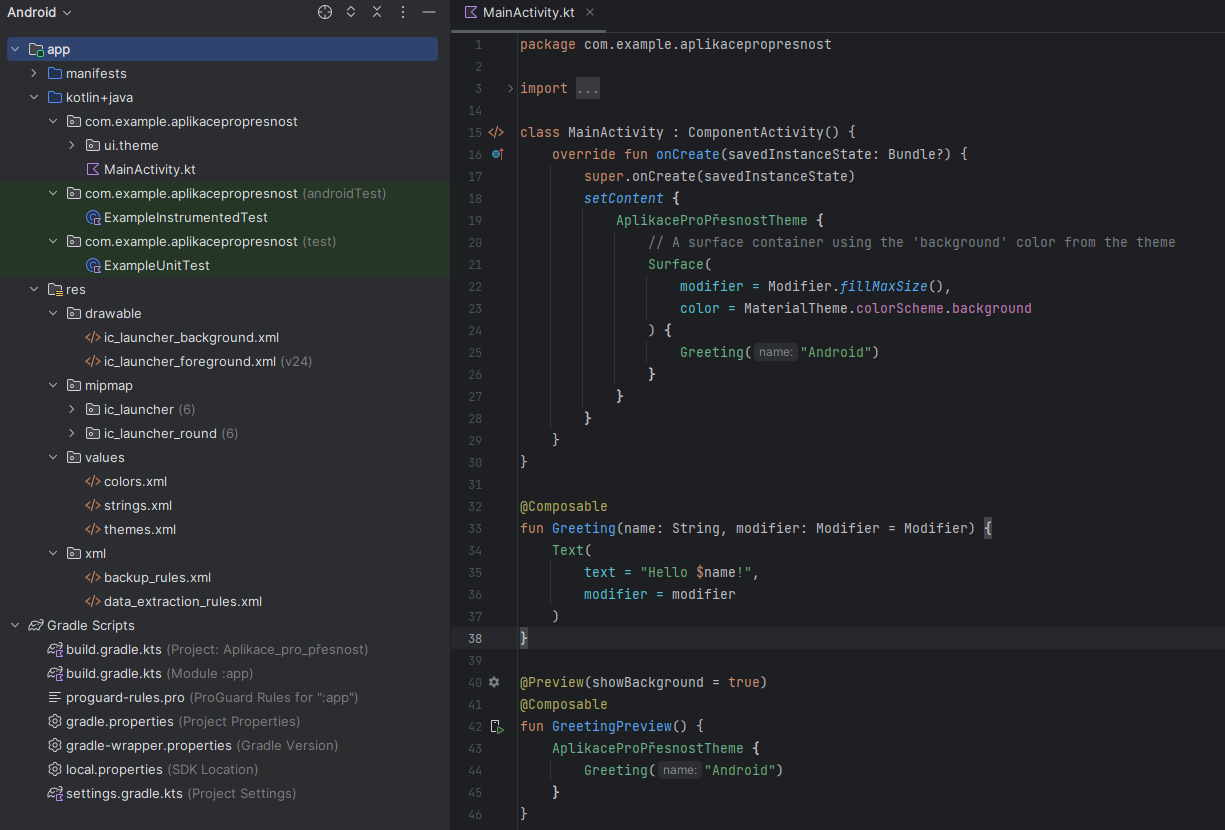 Android
app
manifests
kotlin+java
com.example.aplikacepropresnost
ui.theme
MainActivity.kt
com.example.aplikacepropresnost (androidTest)
ExampleInstrumentedTest
com.example.aplikacepropresnost (test)
ExampleUnitTest
res
drawable
ic_launcher_background.xml
ic_launcher_foreground.xml (v24)
mipmap
ic_launcher (6)
ic_launcher_round (6)
values
colors.xml
strings.xml
themes.xml
xml
backup_rules.xml
data_extraction_rules.xml
Gradle Scripts
build.gradle.kts (Project: Aplikace_pro_přesnost)
build.gradle.kts (Module :app)
proguard-rules.pro (ProGuard Rules for ":app")
gradle.properties (Project Properties)
gradle-wrapper.properties (Gradle Version)
local.properties (SDK Location)
settings.gradle.kts (Project Settings)
MainActivity.kt
1 package com.example.aplikacepropresnost
2
3 import ...
14
15 class MainActivity : ComponentActivity() {
16     override fun onCreate(savedInstanceState: Bundle?) {
17         super.onCreate(savedInstanceState)
18         setContent {
19             AplikaceProPřesnostTheme {
20                 // A surface container using the 'background' color from the theme
21                 Surface(
22                     modifier = Modifier.fillMaxSize(),
23                     color = MaterialTheme.colorScheme.background
24                 ) {
25                     Greeting( name: "Android")
26                 }
27             }
28         }
29     }
30 }
31
32 @Composable
33 fun Greeting(name: String, modifier: Modifier = Modifier) {
34     Text(
35         text = "Hello $name!",
36         modifier = modifier
37     )
38 }
39
40 @Preview(showBackground = true)
41 @Composable
42 fun GreetingPreview() {
43     AplikaceProPřesnostTheme {
44         Greeting( name: "Android")
45     }
46 }